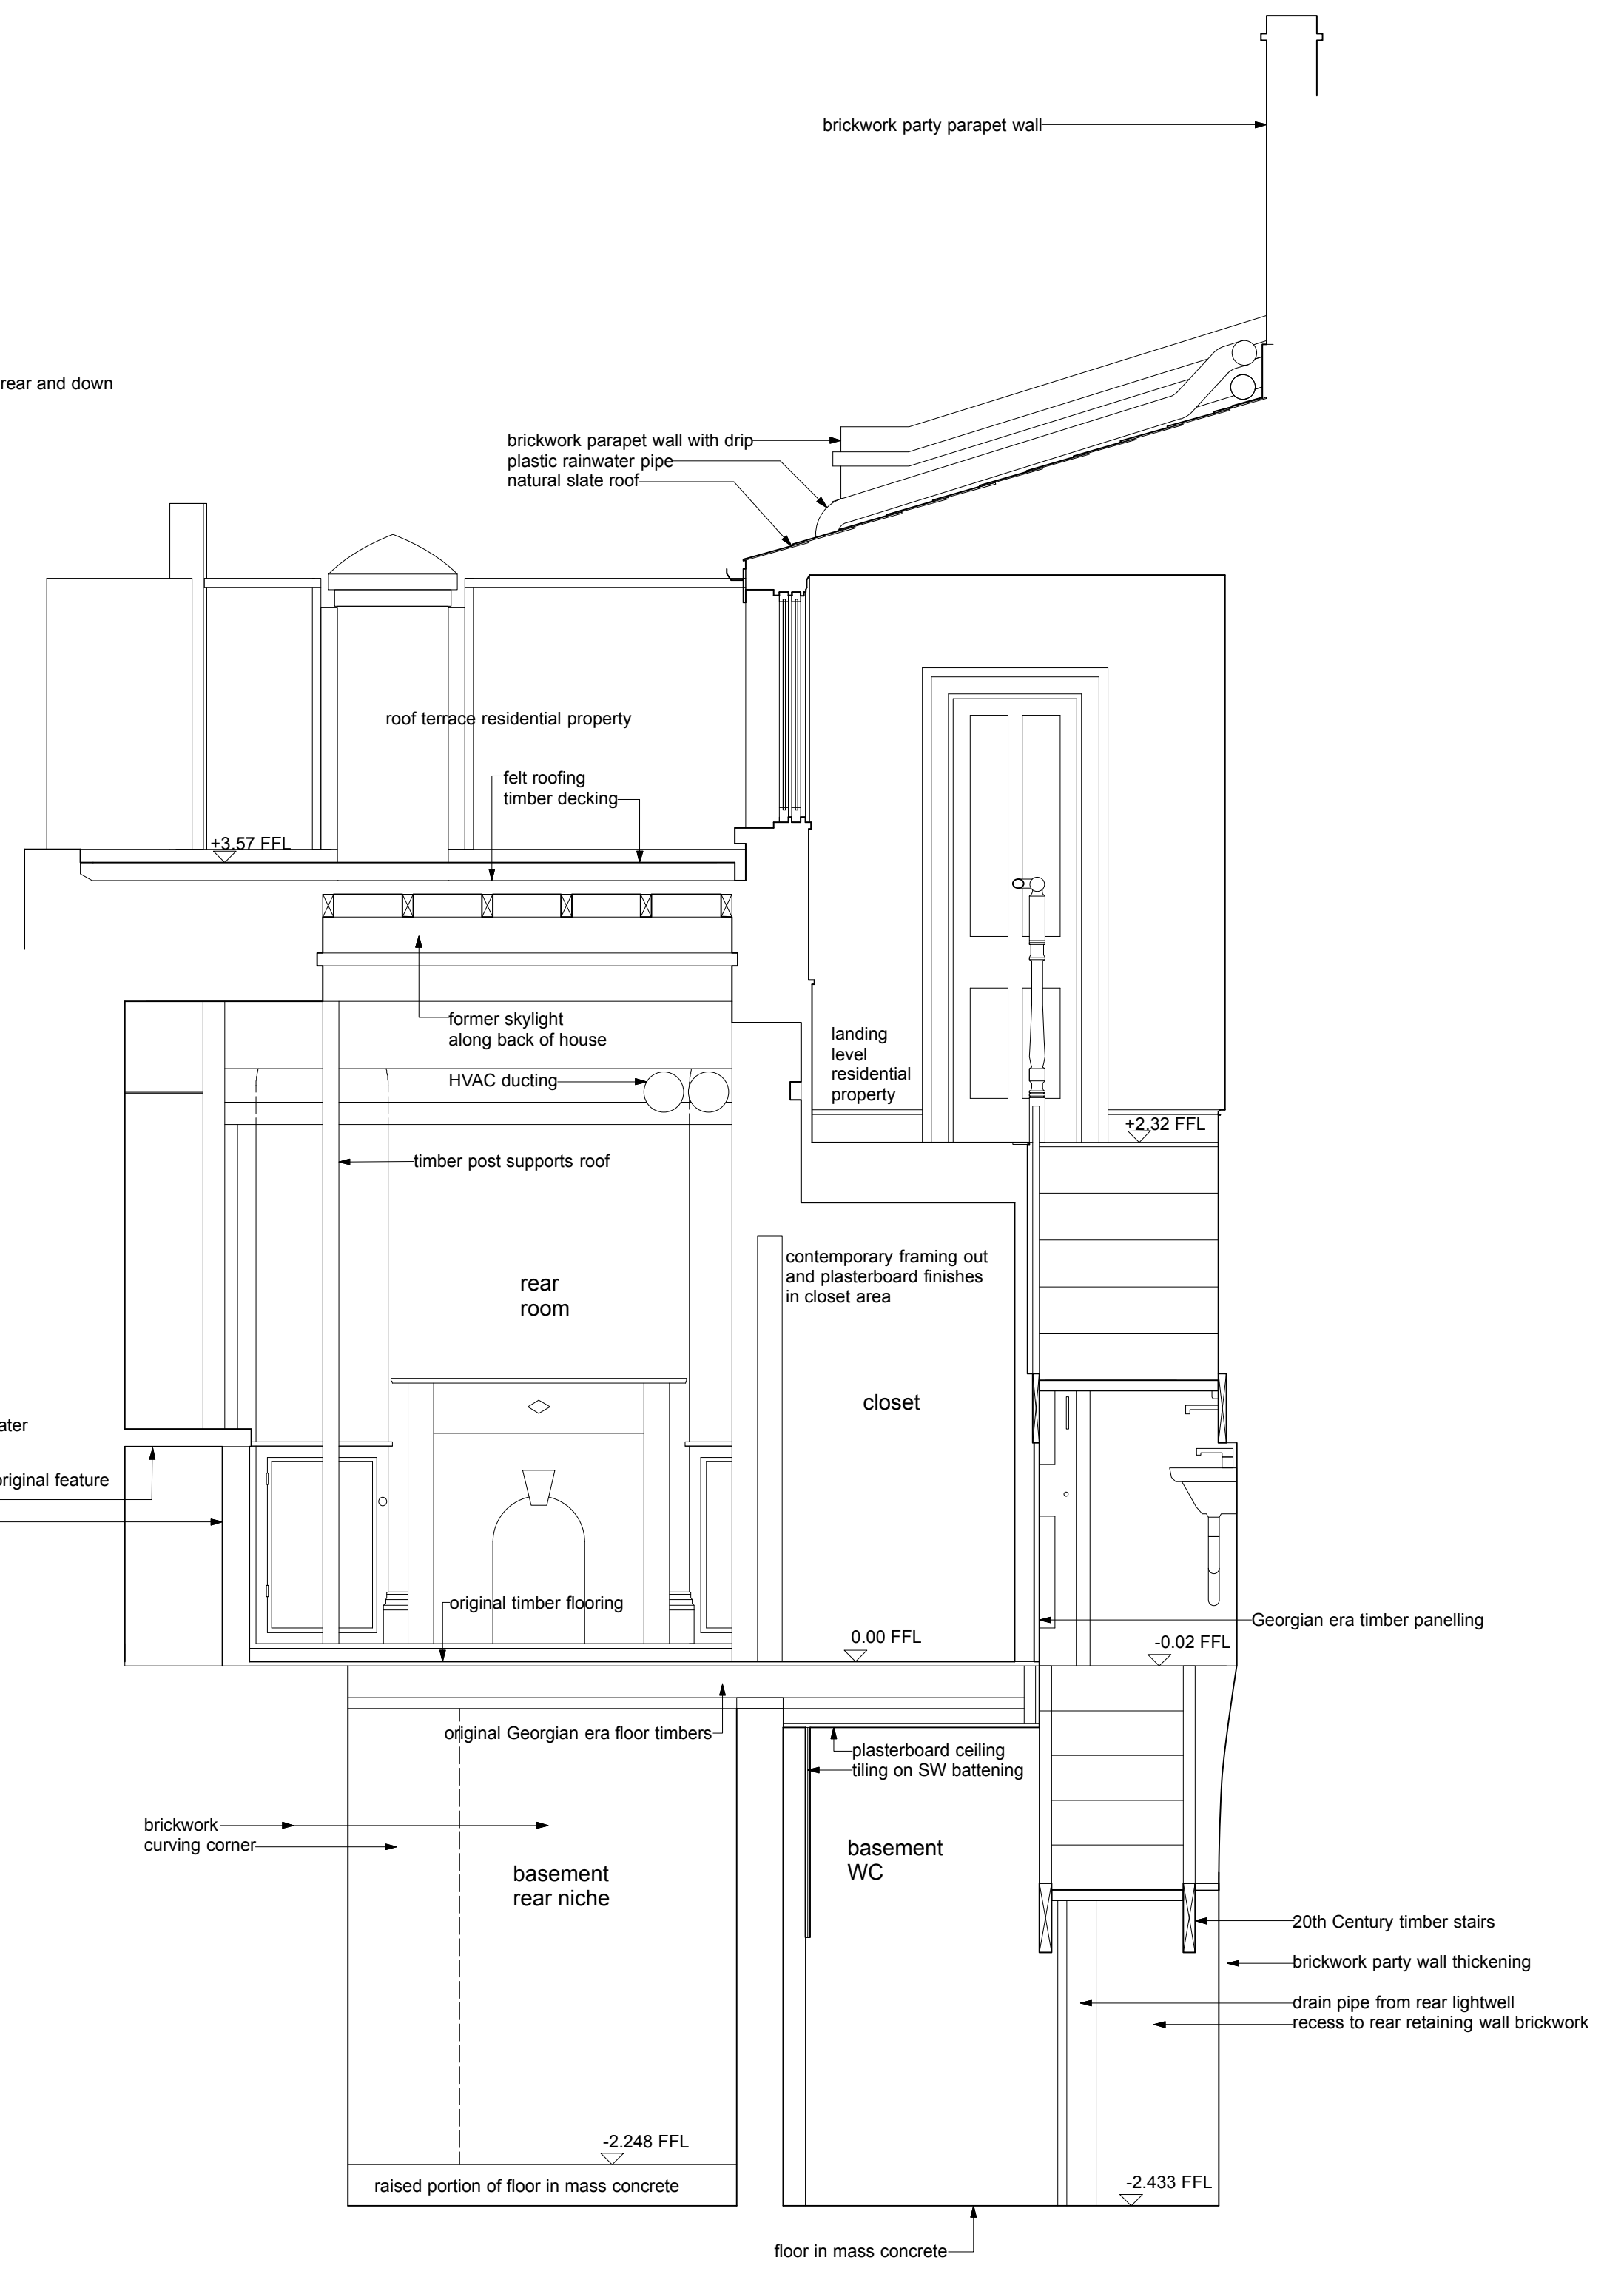 brickwork party parapet wall
rear and down
brickwork parapet wall with drip
plastic rainwater pipe
natural slate roof
roof terrace residential property
felt roofing
timber decking
+3.57 FFL
former skylight
along back of house
HVAC ducting
landing
level
residential
property
+2.32 FFL
timber post supports roof
contemporary framing out
and plasterboard finishes
in closet area
rear
room
closet
ater
original feature
original timber flooring
0.00 FFL
Georgian era timber panelling
-0.02 FFL
original Georgian era floor timbers
plasterboard ceiling
tiling on SW battening
brickwork
curving corner
basement
rear niche
basement
WC
20th Century timber stairs
brickwork party wall thickening
drain pipe from rear lightwell
recess to rear retaining wall brickwork
-2.248 FFL
raised portion of floor in mass concrete
-2.433 FFL
floor in mass concrete